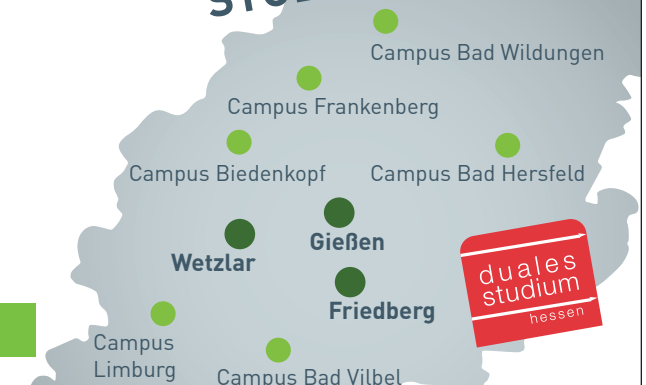 Campus Bad Wildungen
Campus Frankenberg
Campus Biedenkopf
Campus Bad Hersfeld
Gießen
Wetzlar
duales
studium
hessen
Friedberg
Campus
Limburg
Campus Bad Vilbel